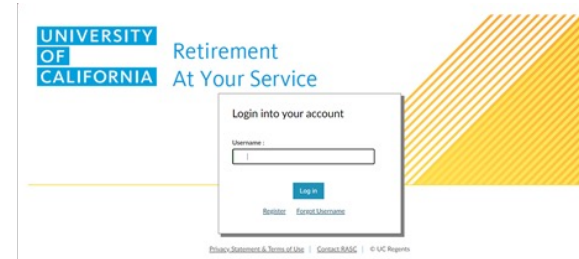 UNIVERSITY
OF
CALIFORNIA
Retirement
At Your Service
Login into your account
Username :
Log in
Register Forgot Username
Privacy Statement & Terms of Use | Contact RASC | © UC Regents